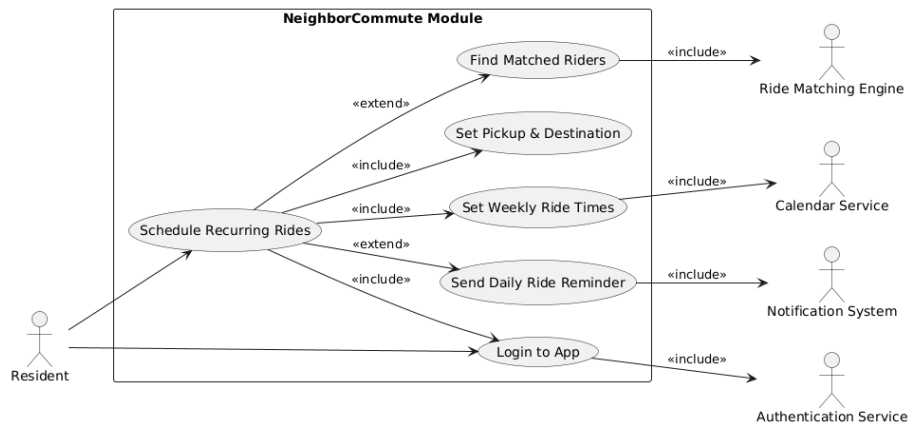 NeighborCommute Module
Find Matched Riders
«include»
Ride Matching Engine
«extend»
Set Pickup & Destination
«include»
«include»
Set Weekly Ride Times
«include»
Calendar Service
Schedule Recurring Rides
«extend»
Send Daily Ride Reminder
«include»
Notification System
«include»
Login to App
«include»
Authentication Service
Resident